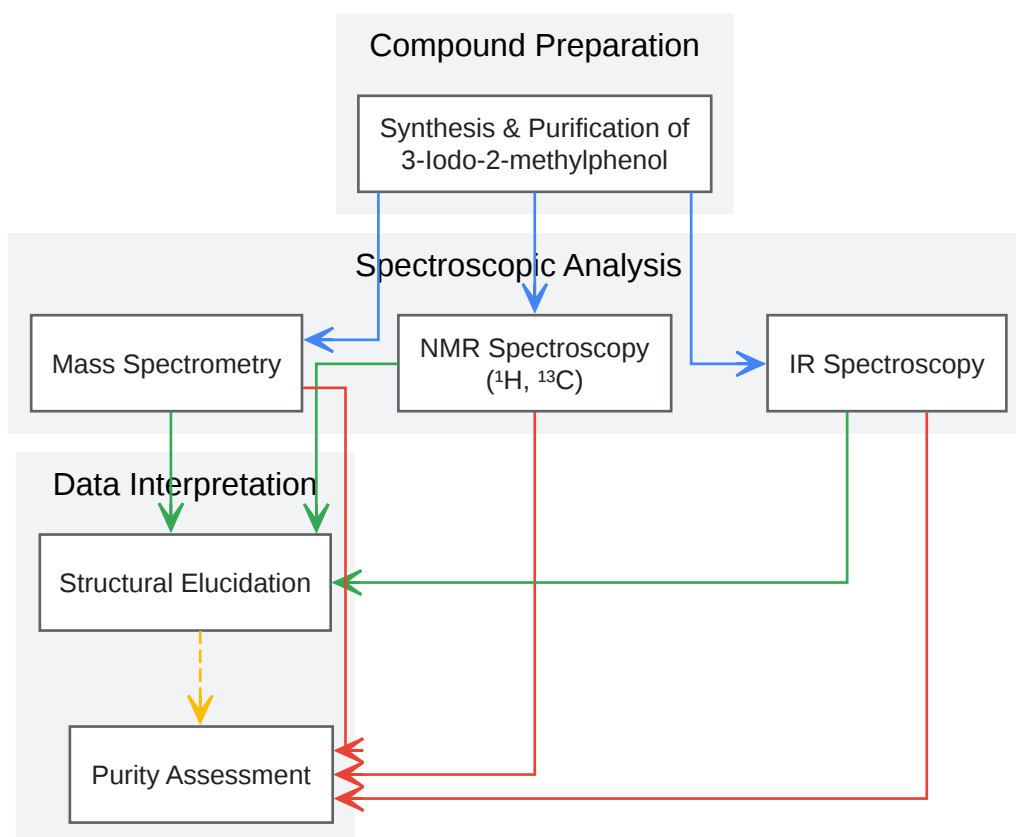 Compound Preparation
Synthesis & Purification of
3-Iodo-2-methylphenol
Spectroscopic Analysis
Mass Spectrometry
NMR Spectroscopy
(¹H, ¹³C)
IR Spectroscopy
Data Interpretation
Structural Elucidation
Purity Assessment